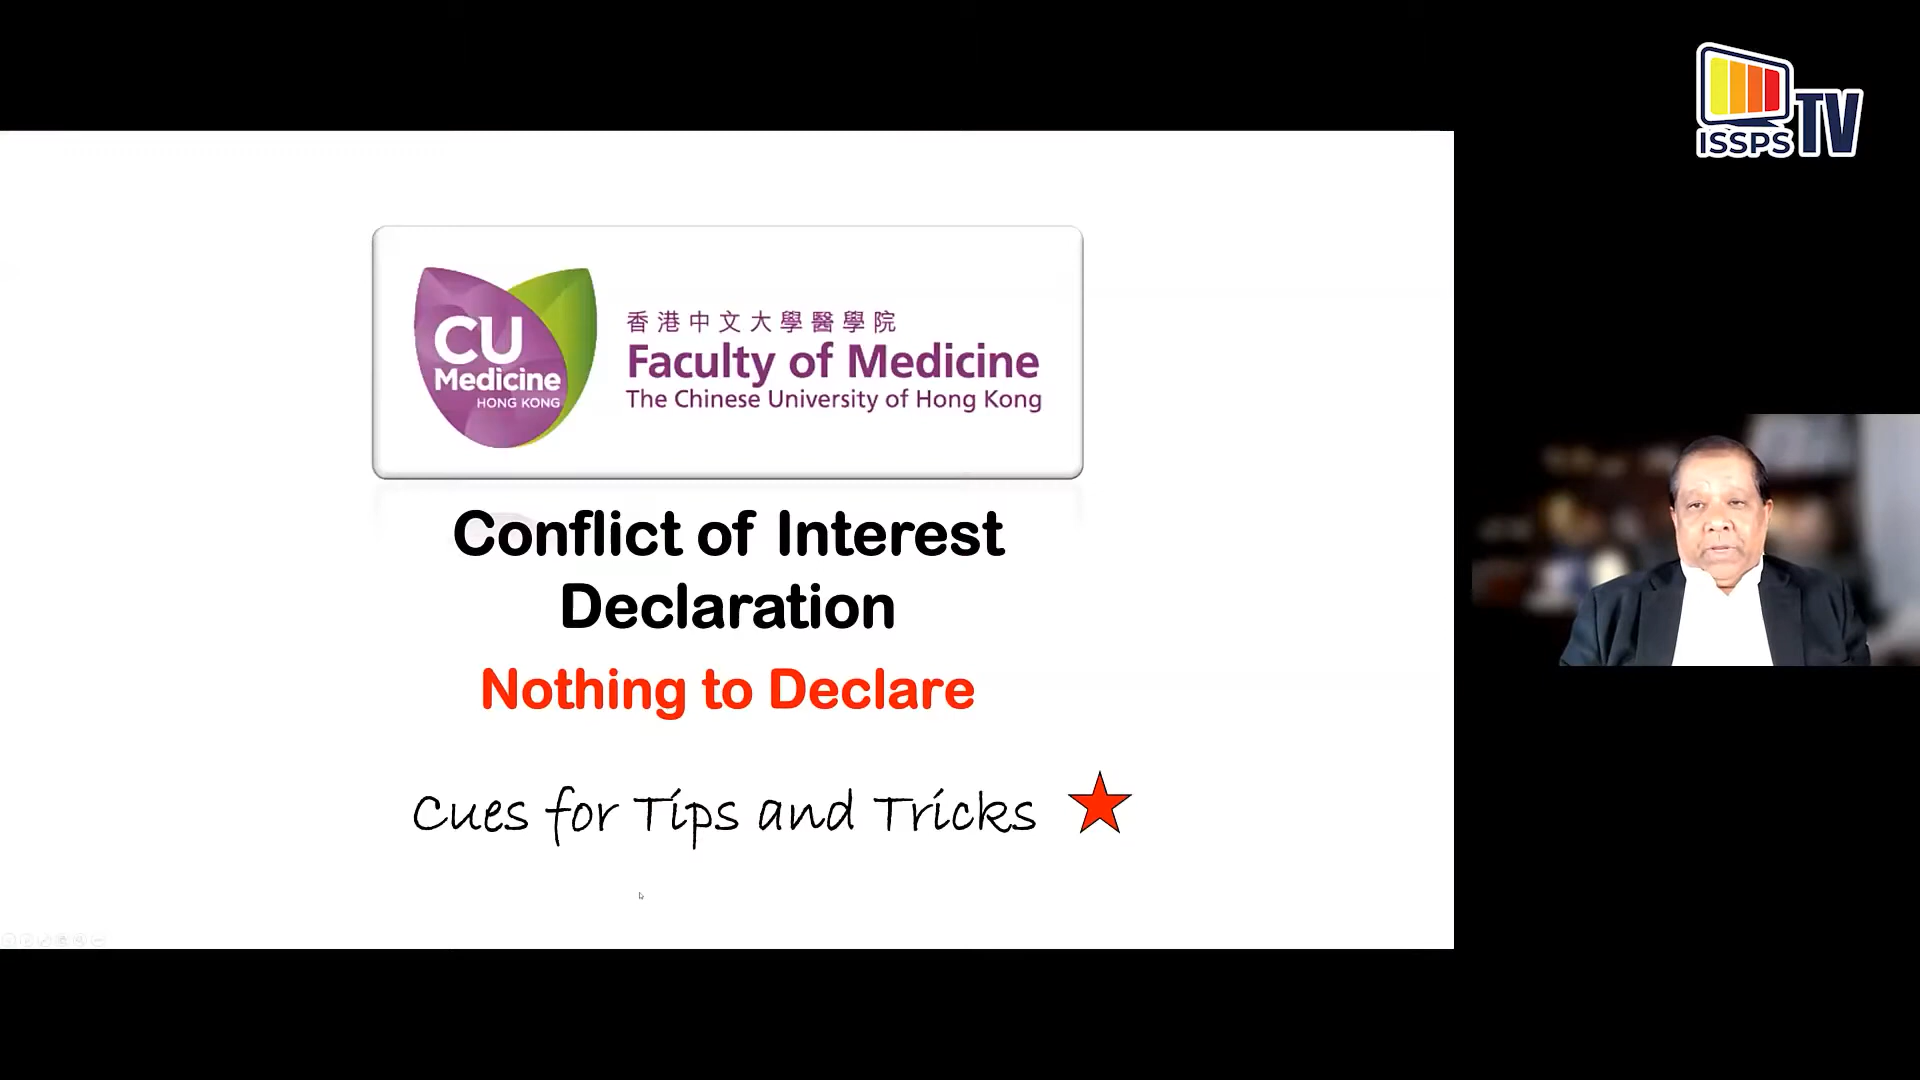 ISSPS TV
CU
Medicine
HONG KONG
香港中文大學醫學院
Faculty of Medicine
The Chinese University of Hong Kong
Conflict of Interest
Declaration
Nothing to Declare
Cues for Tips and Tricks